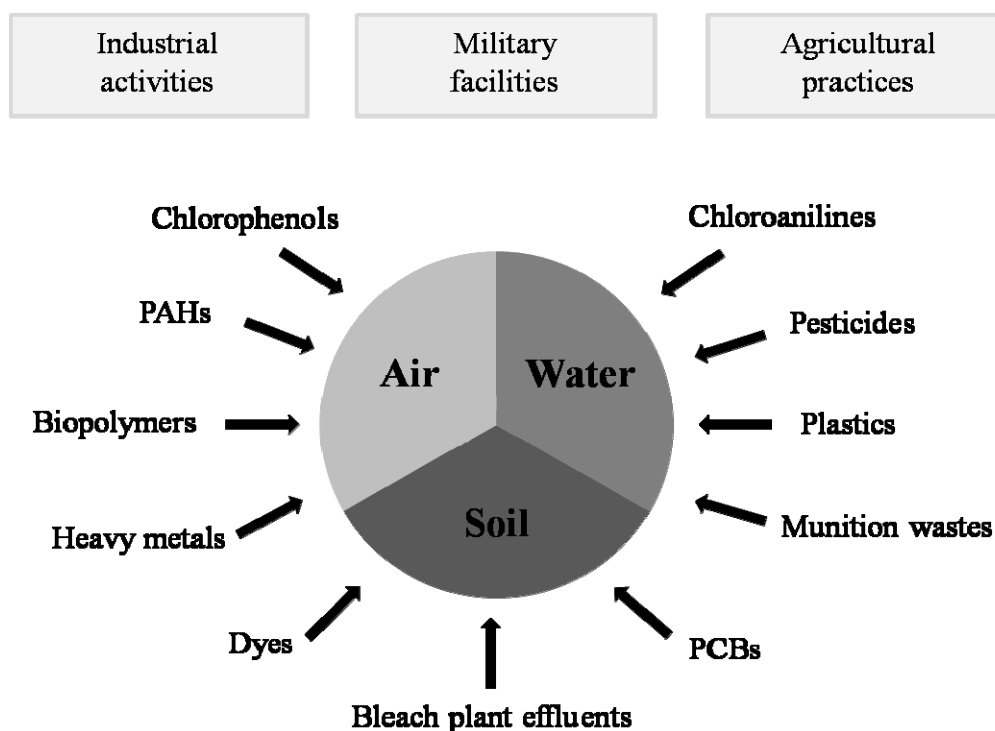 Industrial
activities
Military
facilities
Agricultural
practices
Chlorophenols
Chloroanilines
PAHs
Pesticides
Air
Water
Biopolymers
Plastics
Soil
Heavy metals
Munition wastes
Dyes
PCBs
Bleach plant effluents